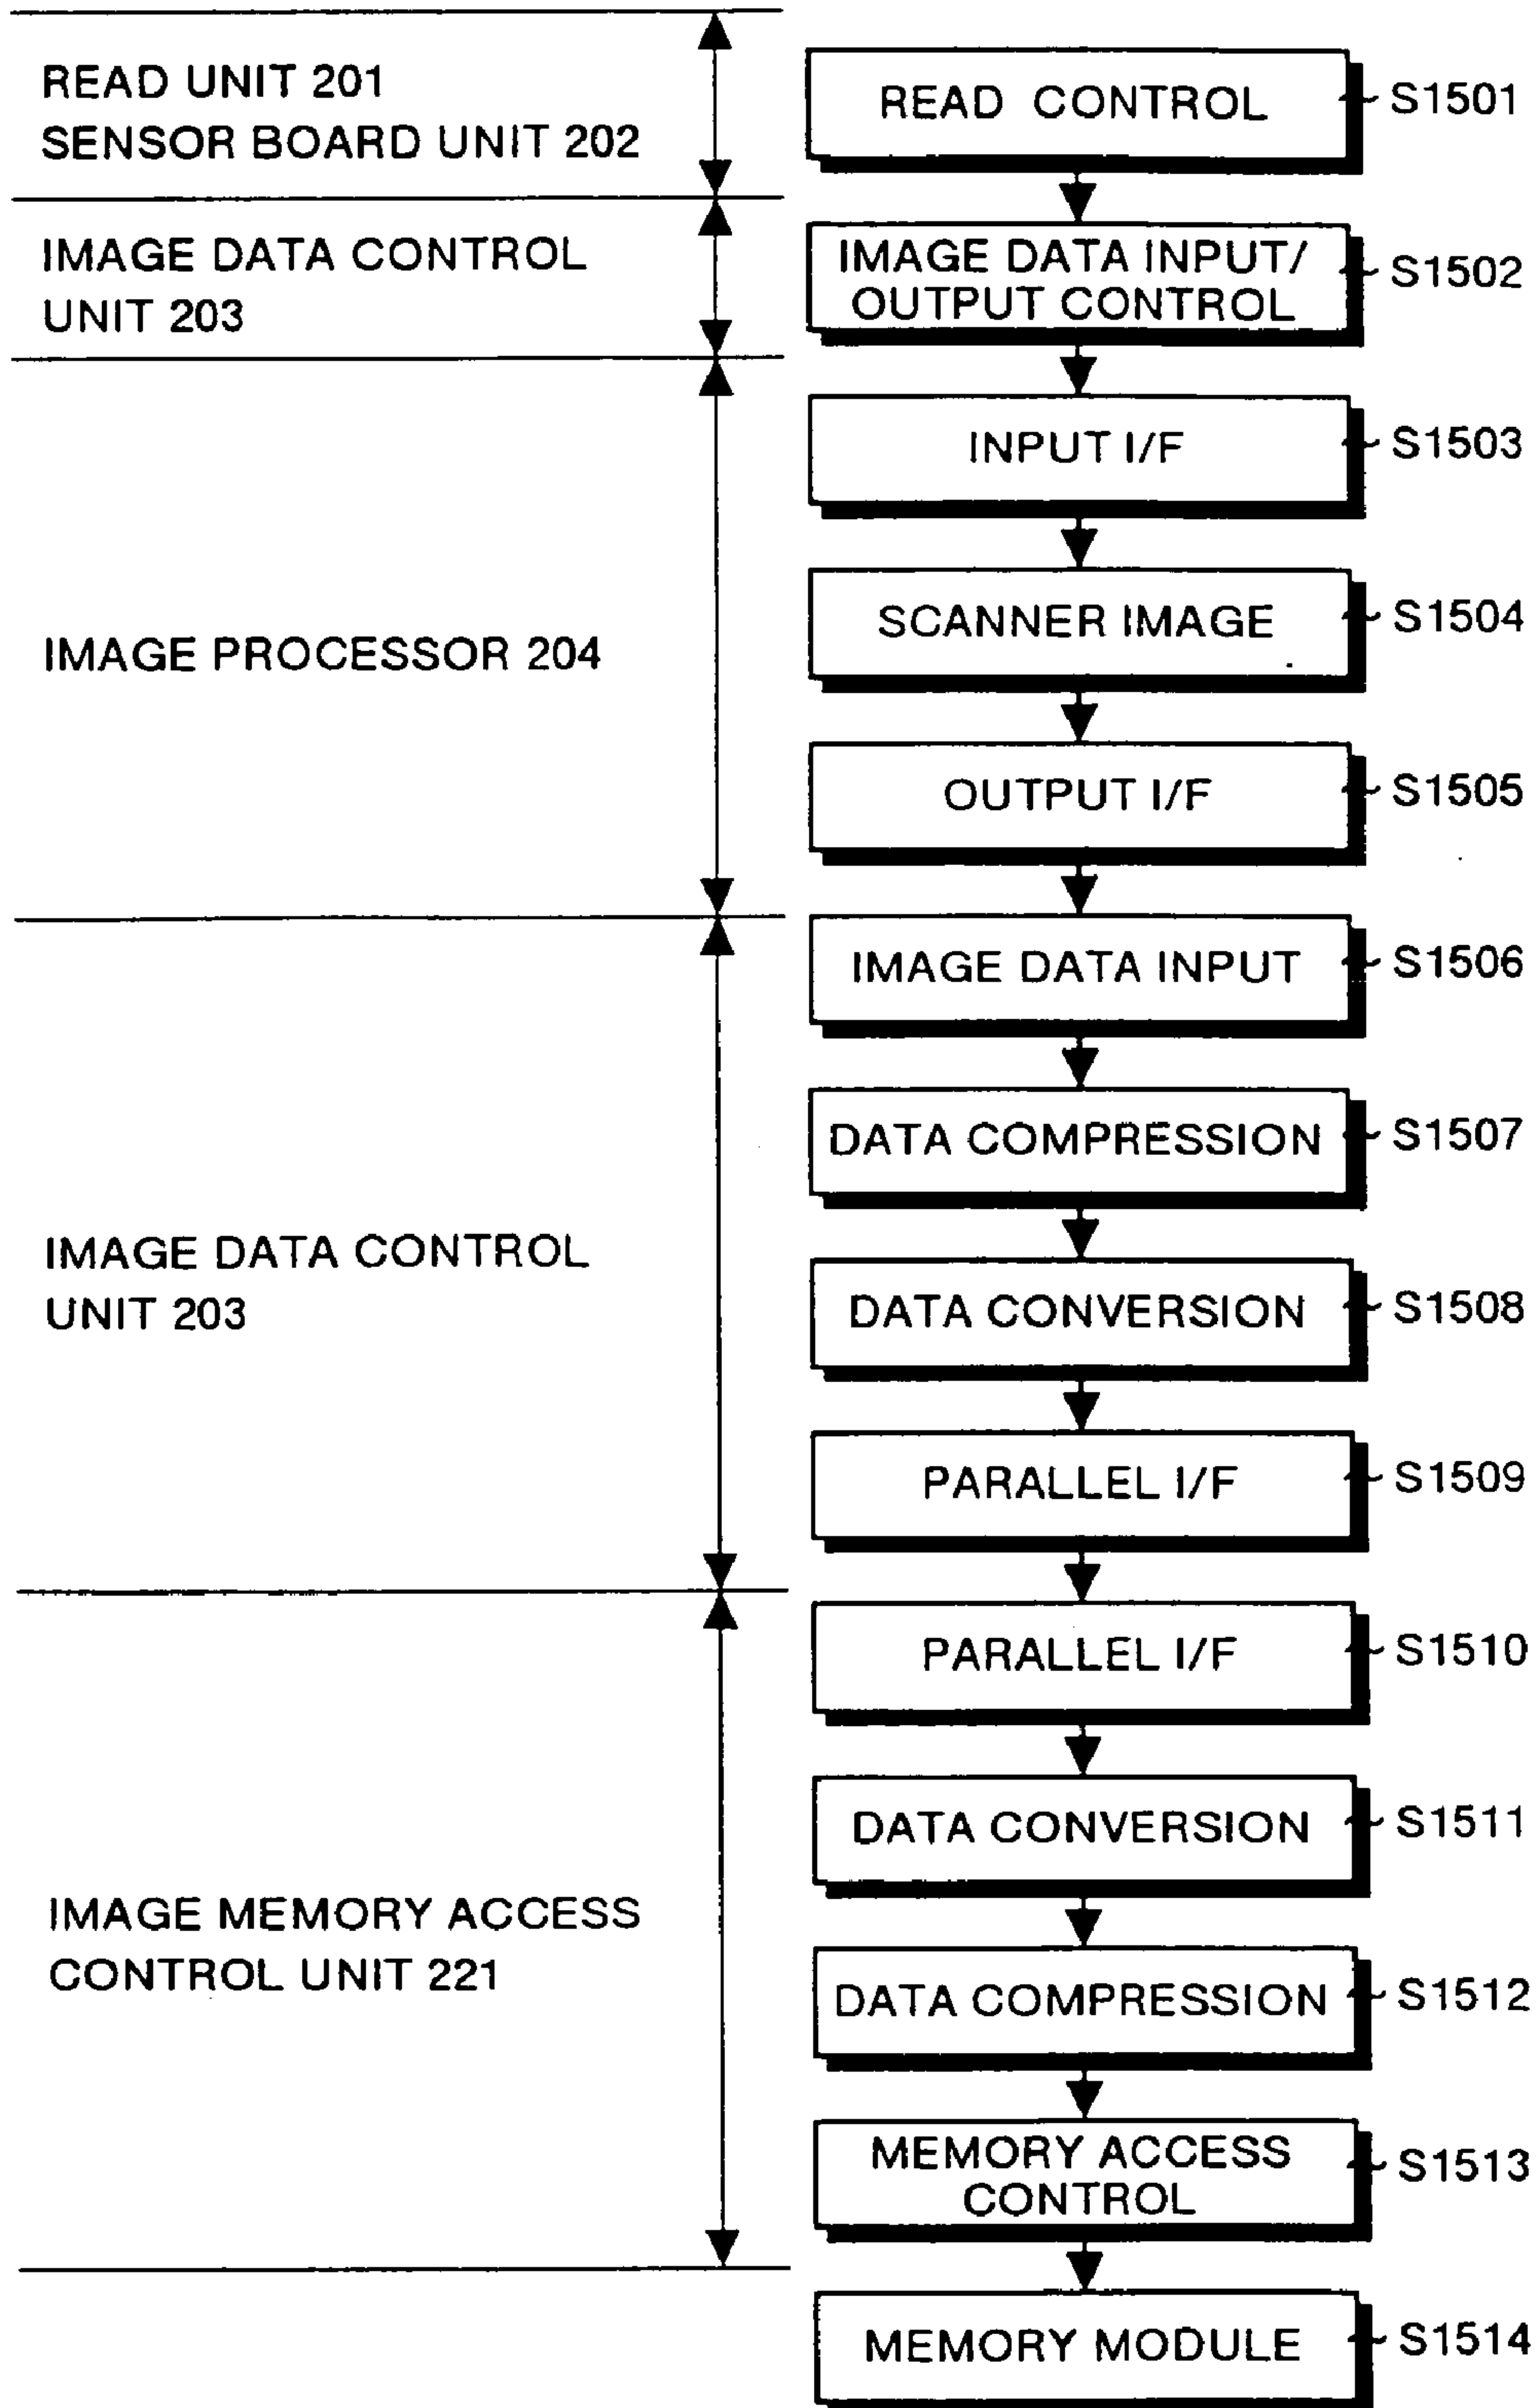 READ UNIT 201
SENSOR BOARD UNIT 202
READ CONTROL
S1501
IMAGE DATA CONTROL
UNIT 203
IMAGE DATA INPUT/
OUTPUT CONTROL
S1502
IMAGE PROCESSOR 204
INPUT I/F
S1503
SCANNER IMAGE
S1504
OUTPUT I/F
S1505
IMAGE DATA CONTROL
UNIT 203
IMAGE DATA INPUT
S1506
DATA COMPRESSION
S1507
DATA CONVERSION
S1508
PARALLEL I/F
S1509
IMAGE MEMORY ACCESS
CONTROL UNIT 221
PARALLEL I/F
S1510
DATA CONVERSION
S1511
DATA COMPRESSION
S1512
MEMORY ACCESS
CONTROL
S1513
MEMORY MODULE
S1514